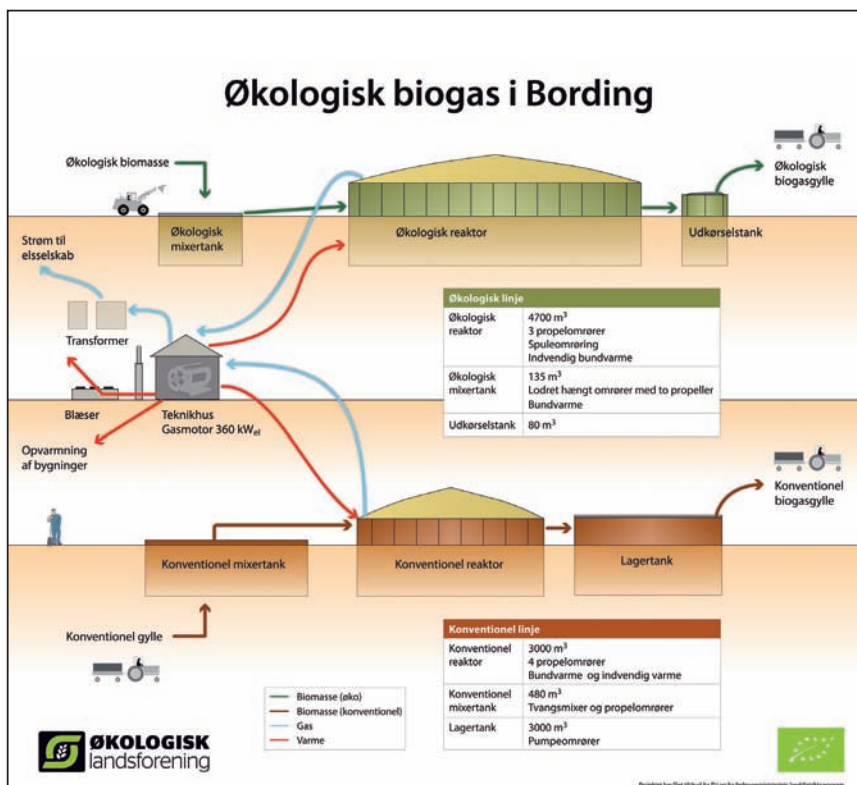 Økologisk biogas i Bording
Økologisk biomasse
Økologisk
biogasgylle
Økologisk
mixertank
Økologisk reaktor
Udkørselstank
Strøm til
elsselskab
Transformer
Økologisk linje
Økologisk
reaktor
4700 m³
3 propelomrører
Spuleomrøring
Indvendig bundvarme
Økologisk
mixertank
135 m³
Lodret hængt omrører med to propeller
Bundvarme
Udkørselstank
80 m³
Blæser
Teknikhus
Gasmotor 360 kWel
Opvarmning
af bygninger
Konventionel
biogasgylle
Konventionel mixertank
Konventionel reaktor
Lagertank
Konventionel gylle
Konventionel linje
Konventionel
reaktor
3000 m³
4 propelomrører
Bundvarme og indvendig varme
Konventionel
mixertank
480 m³
Tvangsmixer og propelomrører
Lagertank
3000 m³
Pumpeomrører
Biomasse (øko)
Biomasse (konventionel)
Gas
Varme
ØKOLOGISK
landsforening